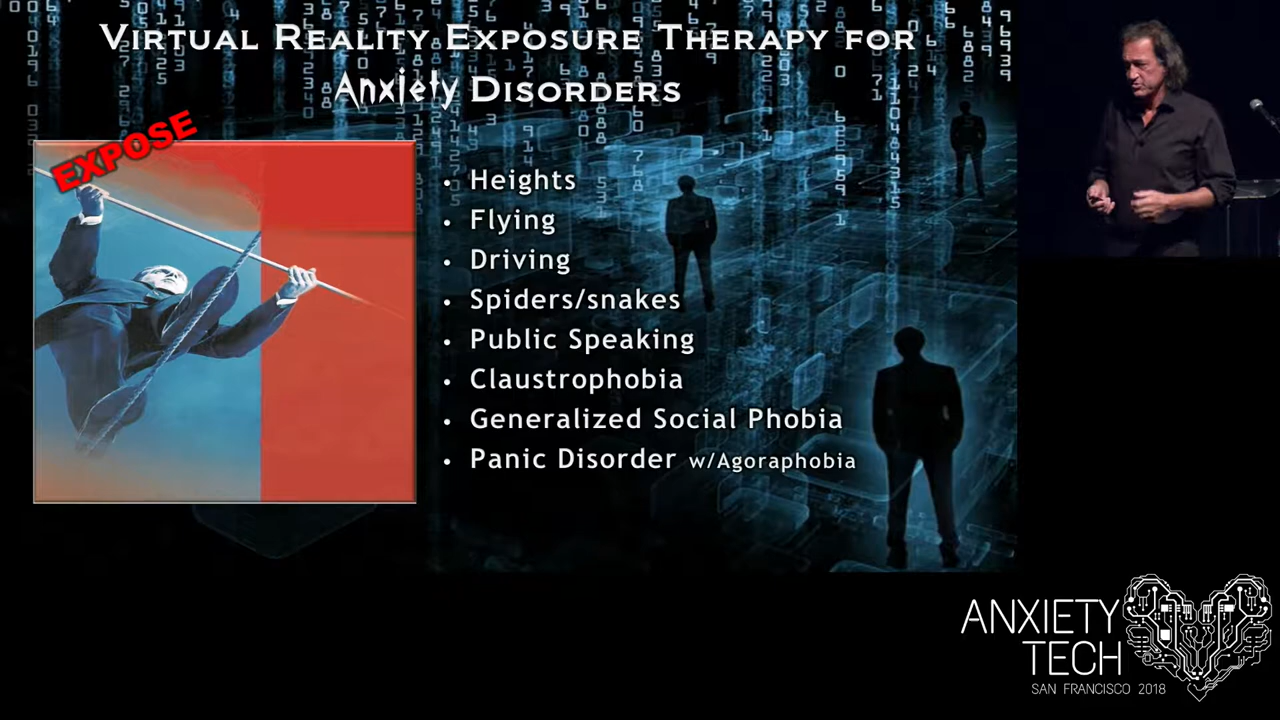 Virtual Reality Exposure Therapy for
Anxiety Disorders
EXPOSE
• Heights
• Flying
• Driving
• Spiders/snakes
• Public Speaking
• Claustrophobia
• Generalized Social Phobia
• Panic Disorder w/Agoraphobia
ANXIETY
TECH
SAN FRANCISCO 2018